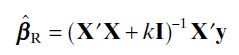 β̂_R = (X′X + kI)⁻¹ X′y